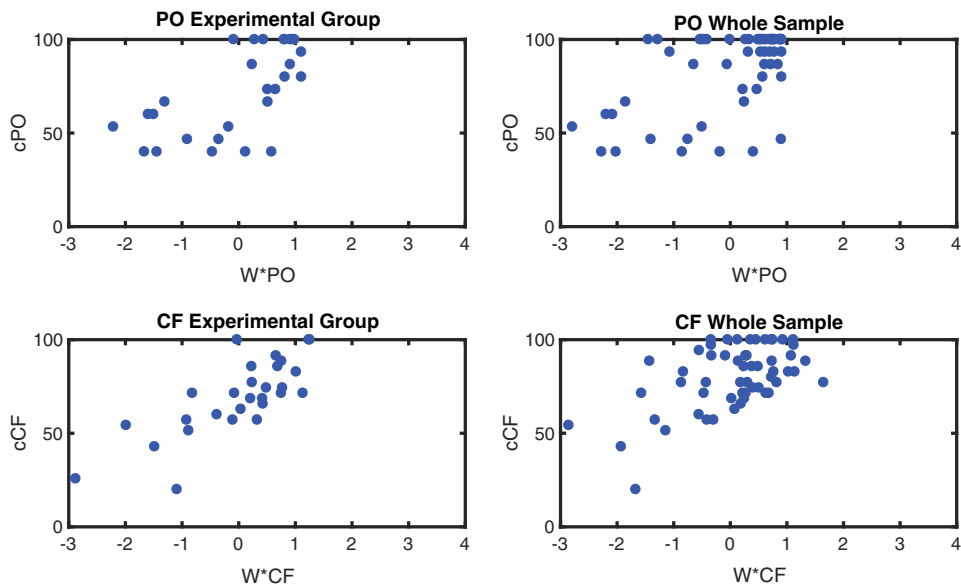 PO Experimental Group
100
50
0
cPO
-3 -2 -1 0 1 2 3 4
W*PO
PO Whole Sample
100
50
0
cPO
-3 -2 -1 0 1 2 3 4
W*PO
CF Experimental Group
100
50
0
cCF
-3 -2 -1 0 1 2 3 4
W*CF
CF Whole Sample
100
50
0
cCF
-3 -2 -1 0 1 2 3 4
W*CF